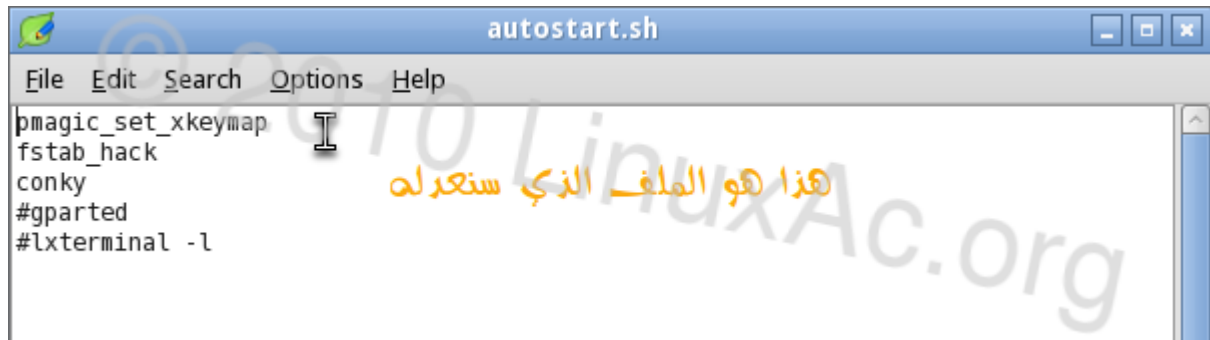 autostart.sh
File Edit Search Options Help
pmagic_set_xkeymap
fstab_hack
conky
#gparted
#lxterminal -l
هذا هو الملف الذي سنعدله
© 2010 LinuxAc.org